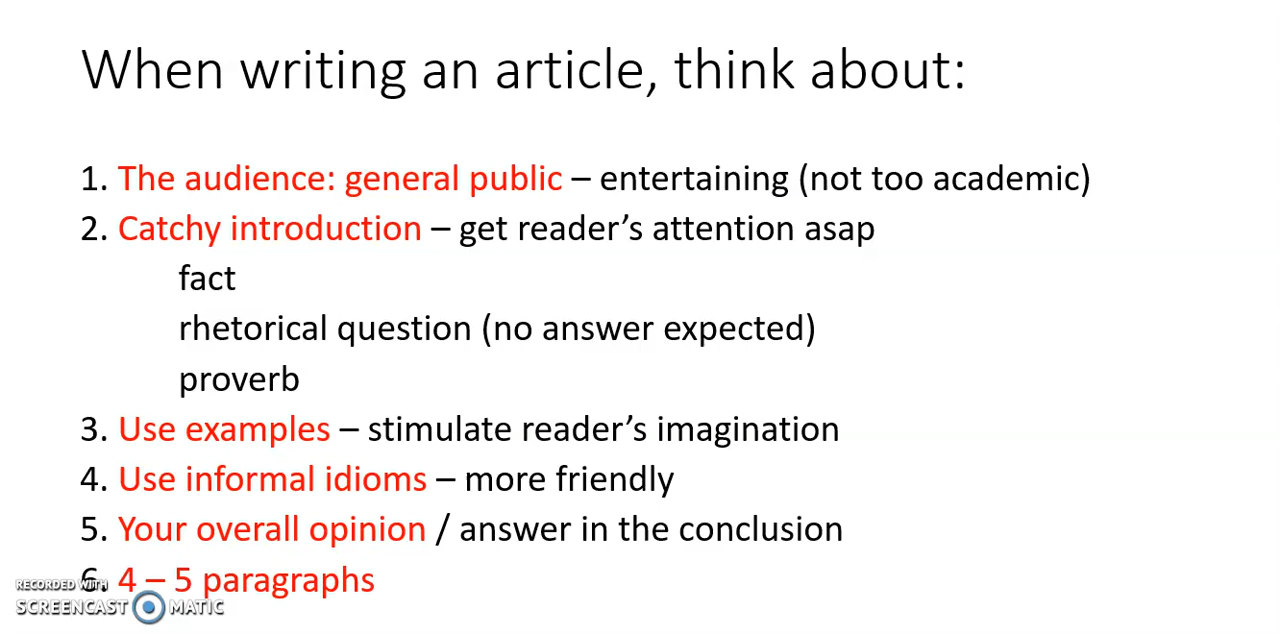 When writing an article, think about:
1. The audience: general public – entertaining (not too academic)
2. Catchy introduction – get reader’s attention asap
fact
rhetorical question (no answer expected)
proverb
3. Use examples – stimulate reader’s imagination
4. Use informal idioms – more friendly
5. Your overall opinion / answer in the conclusion
6. 4 – 5 paragraphs
RECORDED WITH
SCREENCAST MATIC